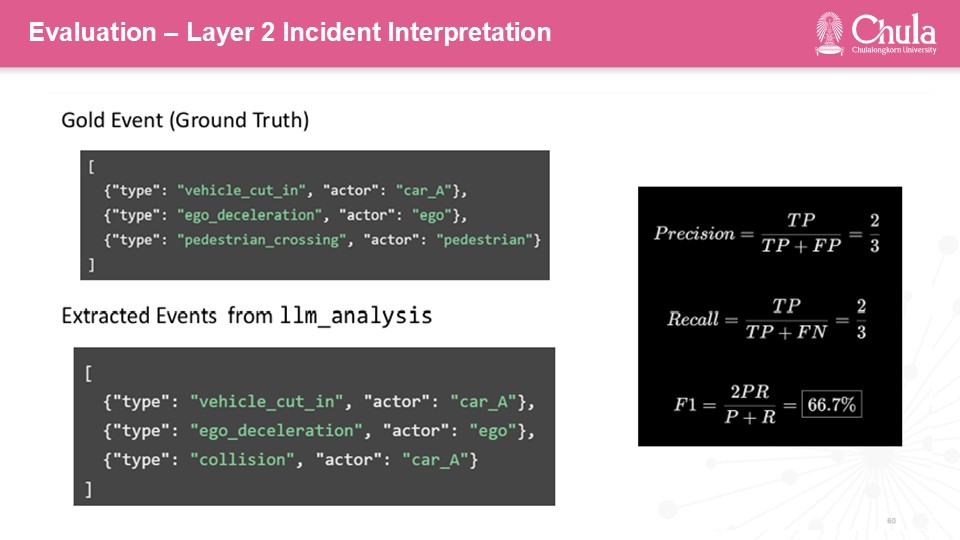 Evaluation – Layer 2 Incident Interpretation
Chula
Chulalongkorn University
Gold Event (Ground Truth)
[
{"type": "vehicle_cut_in", "actor": "car_A"},
{"type": "ego_deceleration", "actor": "ego"},
{"type": "pedestrian_crossing", "actor": "pedestrian"}
]
Extracted Events from llm_analysis
[
{"type": "vehicle_cut_in", "actor": "car_A"},
{"type": "ego_deceleration", "actor": "ego"},
{"type": "collision", "actor": "car_A"}
]
Precision = TP / TP + FP = 2 / 3
Recall = TP / TP + FN = 2 / 3
F1 = 2PR / P + R = 66.7%
60